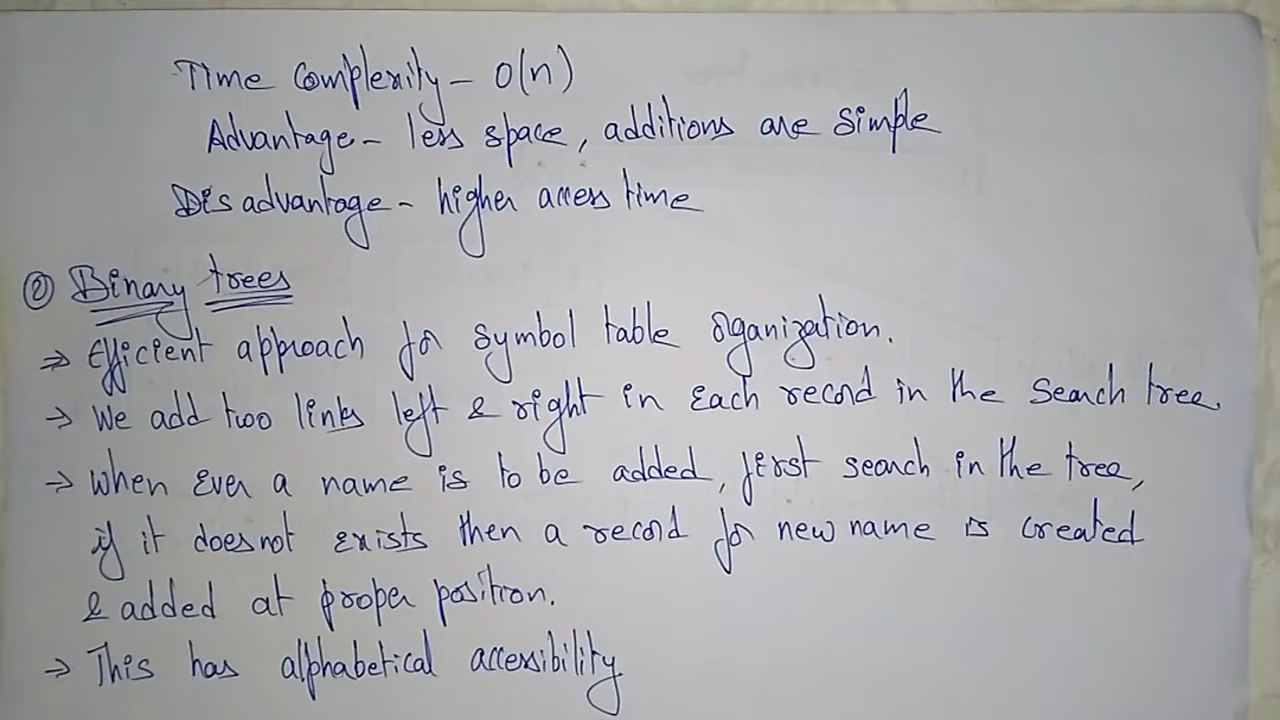 Time Complexity - O(n)
Advantage - less space, additions are simple
Disadvantage - higher access time
② Binary trees
⇒ Efficient approach for symbol table organization.
→ We add two links left & right in each record in the search tree.
→ When ever a name is to be added, first search in the tree,
if it does not exists then a record for new name is created
& added at proper position.
→ This has alphabetical accessibility